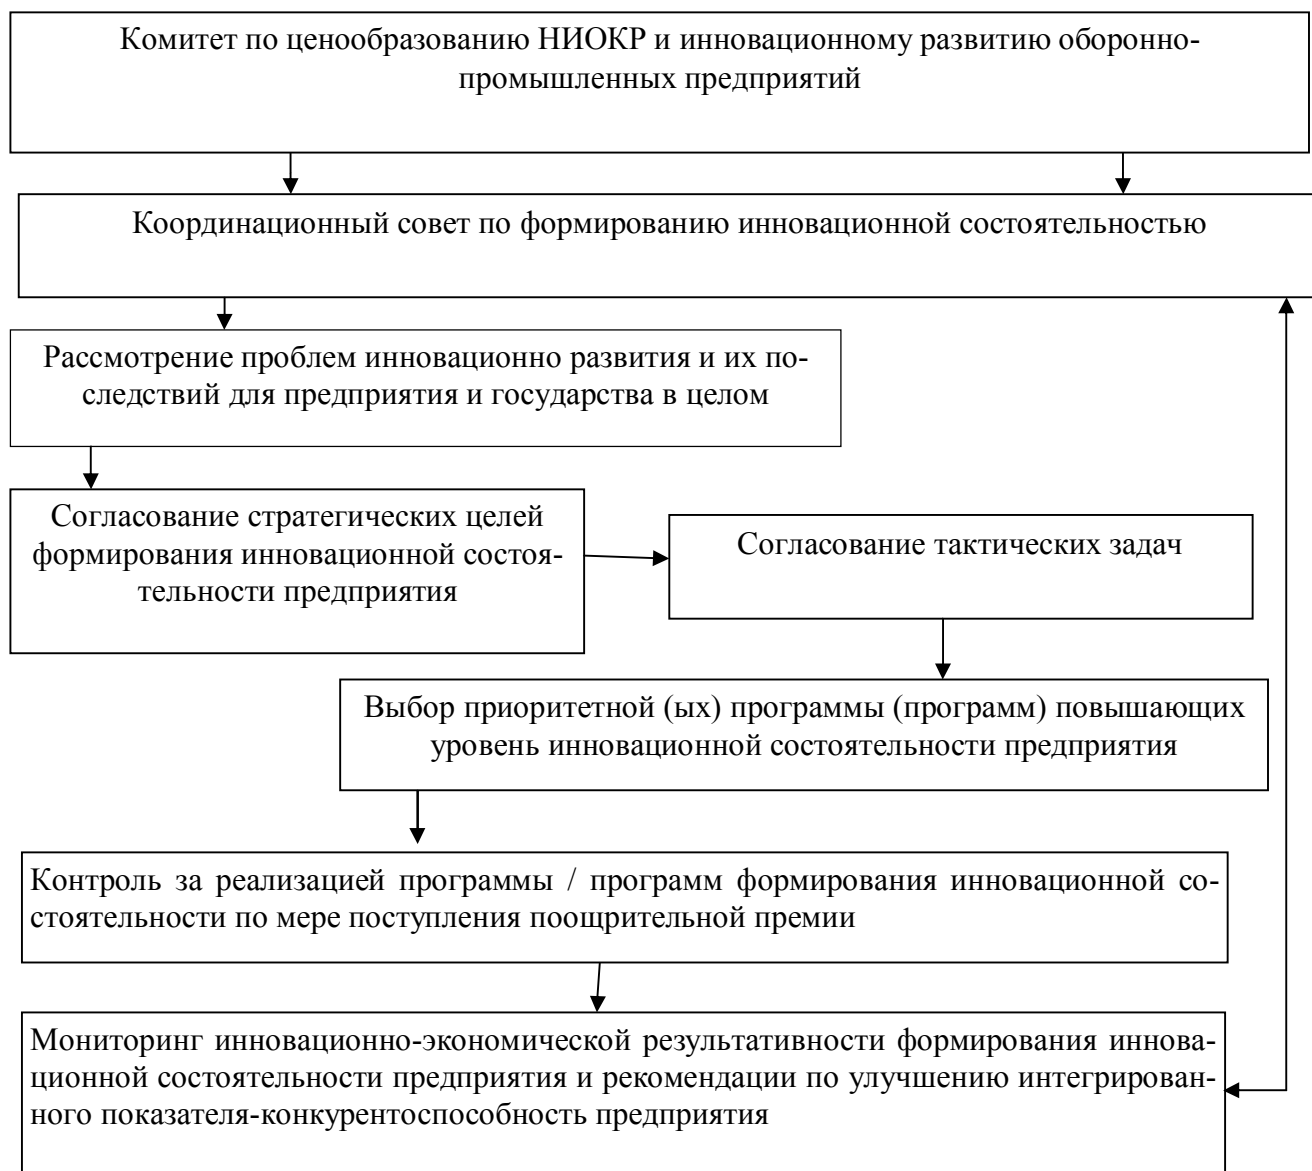 Комитет по ценообразованию НИОКР и инновационному развитию оборонно-
промышленных предприятий
Координационный совет по формированию инновационной состоятельностью
Рассмотрение проблем инновационно развития и их по-
следствий для предприятия и государства в целом
Согласование стратегических целей
формирования инновационной состоя-
тельности предприятия
Согласование тактических задач
Выбор приоритетной (ых) программы (программ) повышающих
уровень инновационной состоятельности предприятия
Контроль за реализацией программы / программ формирования инновационной со-
стоятельности по мере поступления поощрительной премии
Мониторинг инновационно-экономической результативности формирования иннова-
ционной состоятельности предприятия и рекомендации по улучшению интегрирован-
ного показателя-конкурентоспособность предприятия